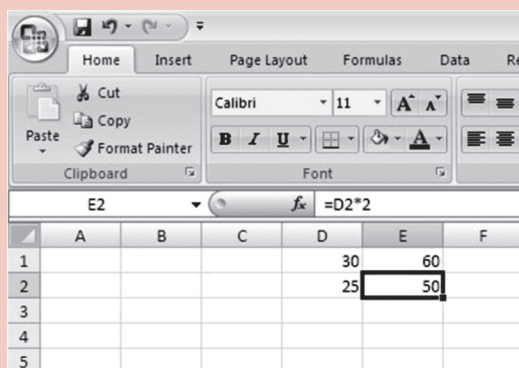 Home Insert Page Layout Formulas Data Re
Cut
Copy
Format Painter
Paste
Clipboard
Calibri 11 A A
B I U A
Font
E2 fx =D2*2
A B C D E F
1 30 60
2 25 50
3
4
5